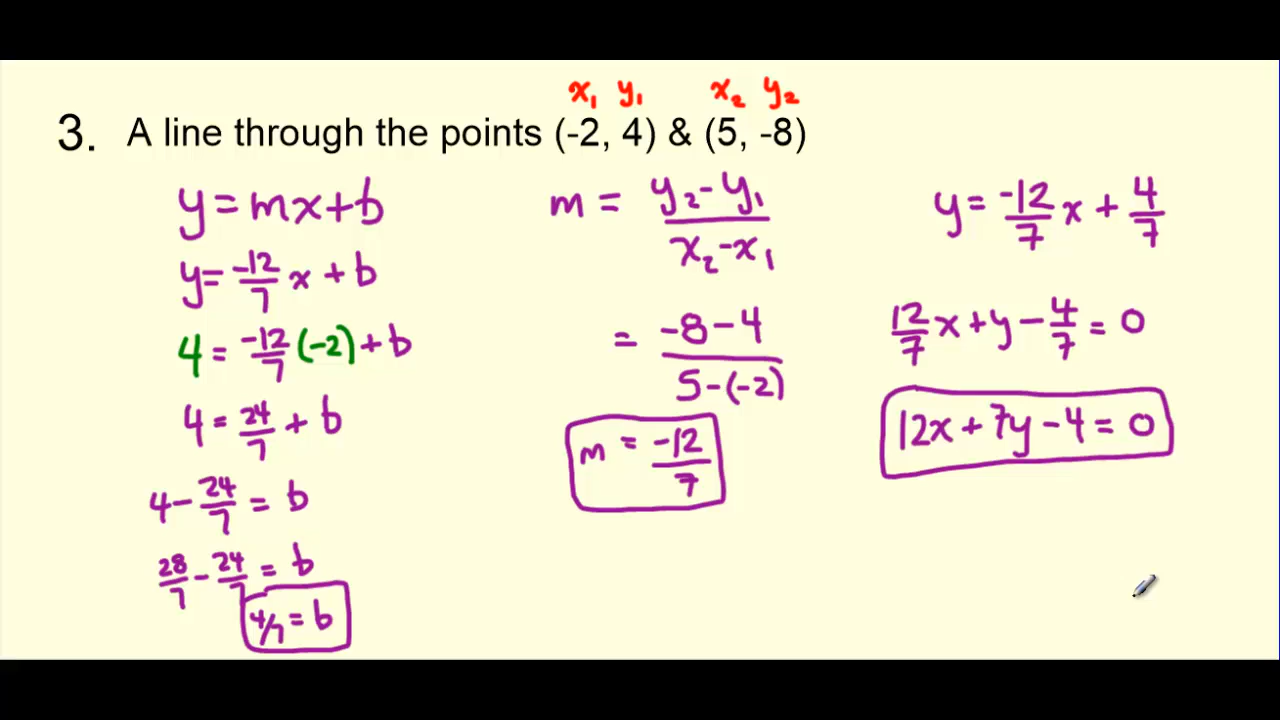 x₁ y₁ x₂ y₂
3. A line through the points (-2, 4) & (5, -8)
y = mx + b
y = -12/7 x + b
4 = -12/7 (-2) + b
4 = 24/7 + b
4 - 24/7 = b
28/7 - 24/7 = b
4/7 = b
m = y₂ - y₁ / x₂ - x₁
= -8 - 4 / 5 - (-2)
m = -12/7
y = -12/7 x + 4/7
12/7 x + y - 4/7 = 0
12x + 7y - 4 = 0